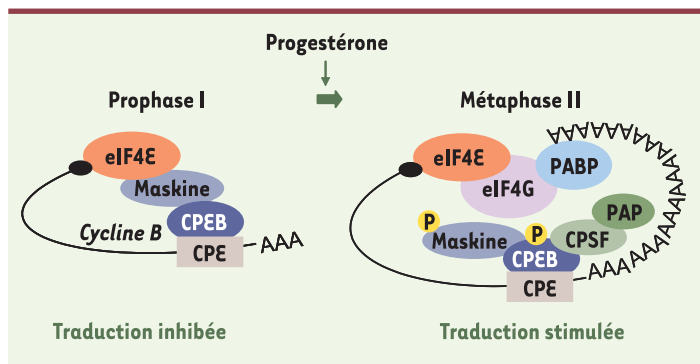 Progestérone
Prophase I
Métaphase II
eIF4E
Maskine
CPEB
Cycline B
CPE
AAA
Traduction inhibée
eIF4E
eIF4G
PABP
AAAAAAAAAAAAAAAAAAAAAA
PAP
P
Maskine
P
CPSF
CPEB
CPE
Traduction stimulée